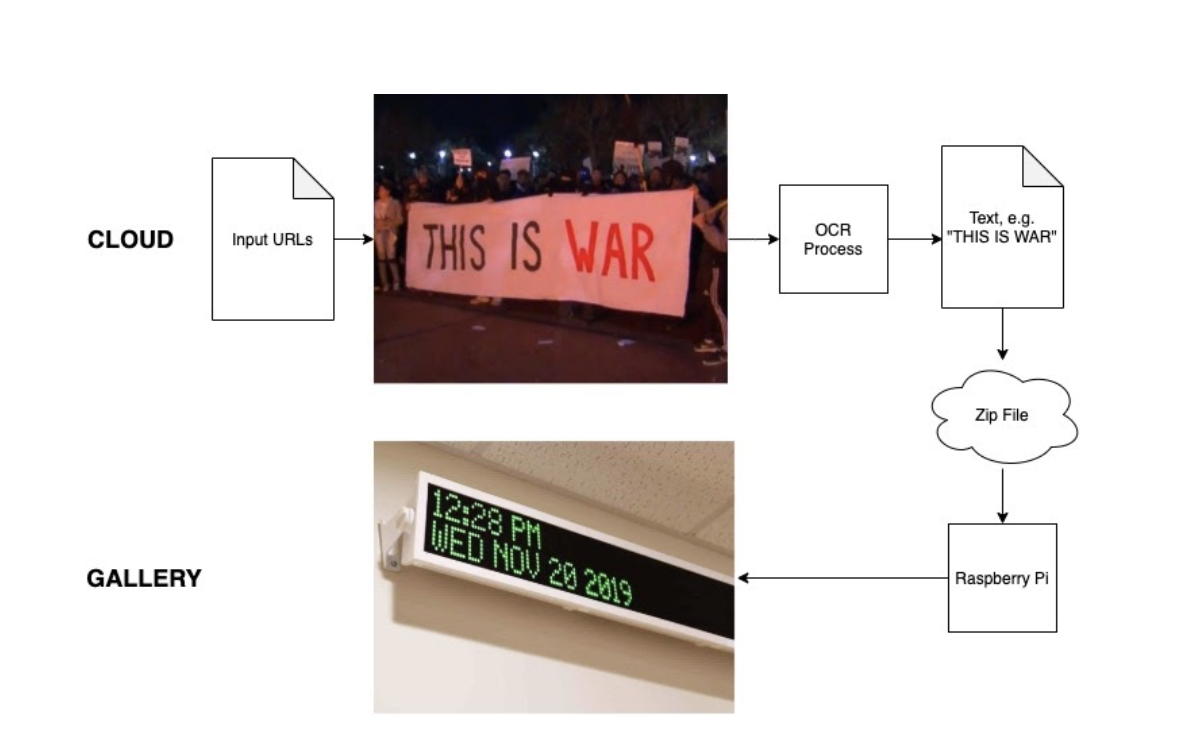 CLOUD
Input URLs
THIS IS WAR
OCR
Process
Text, e.g.
"THIS IS WAR"
Zip File
GALLERY
12:28 PM
WED NOV 20 2019
Raspberry Pi